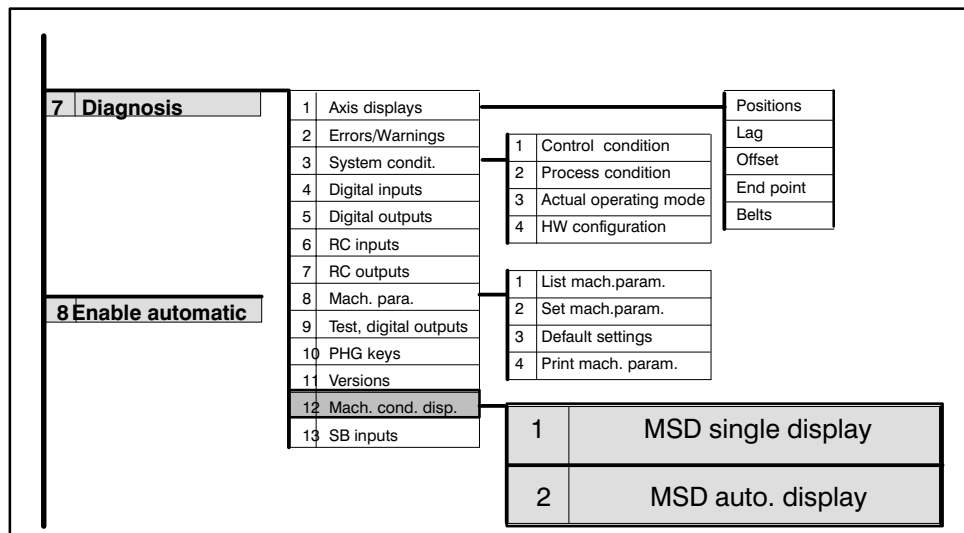 7 Diagnosis
1 Axis displays
2 Errors/Warnings
3 System condit.
4 Digital inputs
5 Digital outputs
6 RC inputs
7 RC outputs
8 Mach. para.
9 Test, digital outputs
10 PHG keys
11 Versions
12 Mach. cond. disp.
13 SB inputs
Positions
Lag
Offset
End point
Belts
1 Control condition
2 Process condition
3 Actual operating mode
4 HW configuration
1 List mach.param.
2 Set mach.param.
3 Default settings
4 Print mach. param.
1 MSD single display
2 MSD auto. display
8 Enable automatic